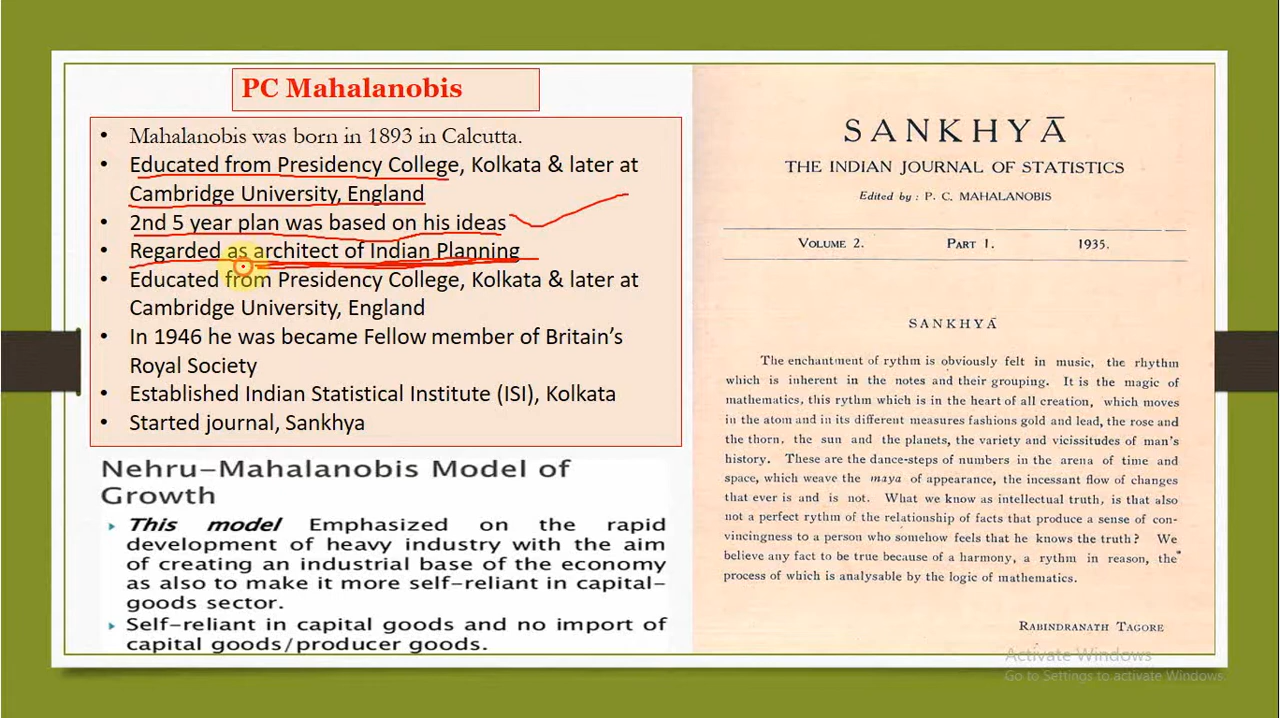 PC Mahalanobis
• Mahalanobis was born in 1893 in Calcutta.
• Educated from Presidency College, Kolkata & later at
Cambridge University, England
• 2nd 5 year plan was based on his ideas
• Regarded as architect of Indian Planning
• Educated from Presidency College, Kolkata & later at
Cambridge University, England
• In 1946 he was became Fellow member of Britain's
Royal Society
• Established Indian Statistical Institute (ISI), Kolkata
• Started journal, Sankhya
Nehru-Mahalanobis Model of
Growth
This model Emphasized on the rapid
development of heavy industry with the aim
of creating an industrial base of the economy
as also to make it more self-reliant in capital-
goods sector.
Self-reliant in capital goods and no import of
capital goods/producer goods.
SANKHYĀ
THE INDIAN JOURNAL OF STATISTICS
Edited by : P. C. MAHALANOBIS
VOLUME 2. PART 1. 1935.
SANKHYĀ
The enchantment of rythm is obviously felt in music, the rhythm
which is inherent in the notes and their grouping. It is the magic of
mathematics, this rythm which is in the heart of all creation, which moves
in the atom and in its different measures fashions gold and lead, the rose and
the thorn, the sun and the planets, the variety and vicissitudes of man's
history. These are the dance-steps of numbers in the arena of time and
space, which weave the maya of appearance, the incessant flow of changes
that ever is and is not. What we know as intellectual truth, is that also
not a perfect rythm of the relationship of facts that produce a sense of con-
vincingness to a person who somehow feels that he knows the truth? We
believe any fact to be true because of a harmony, a rythm in reason, the
process of which is analysable by the logic of mathematics.
RABINDRANATH TAGORE
Activate Windows
Go to Settings to activate Windows.